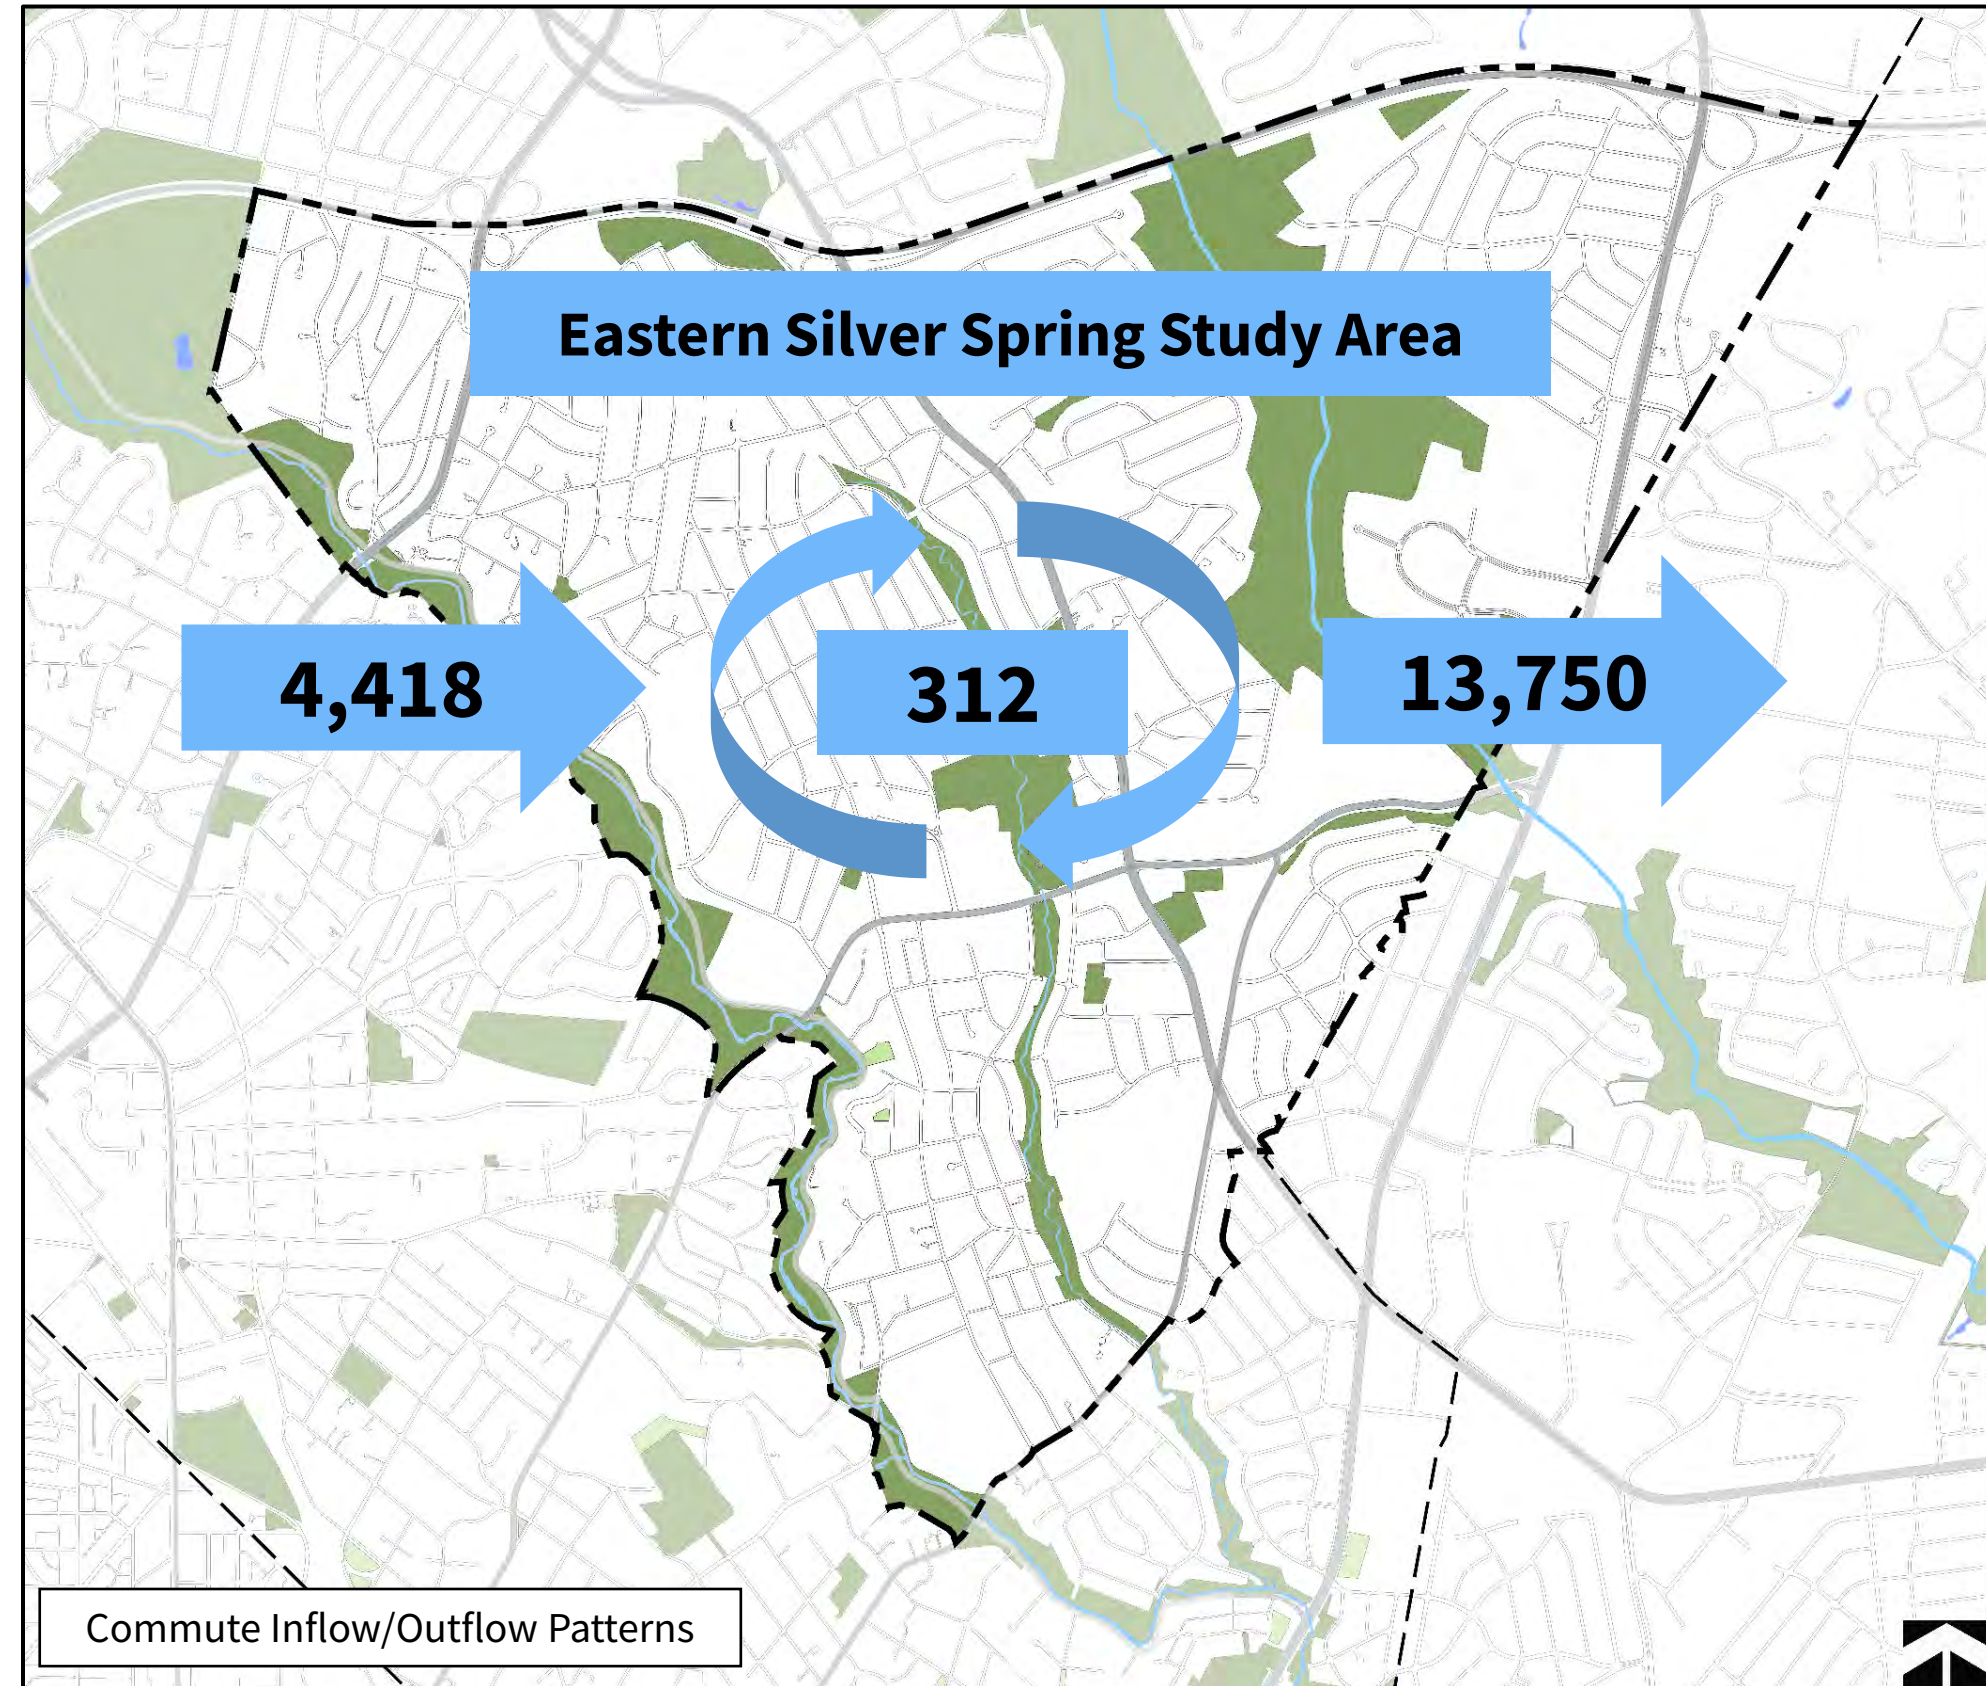 Eastern Silver Spring Study Area
4,418
312
13,750
Commute Inflow/Outflow Patterns